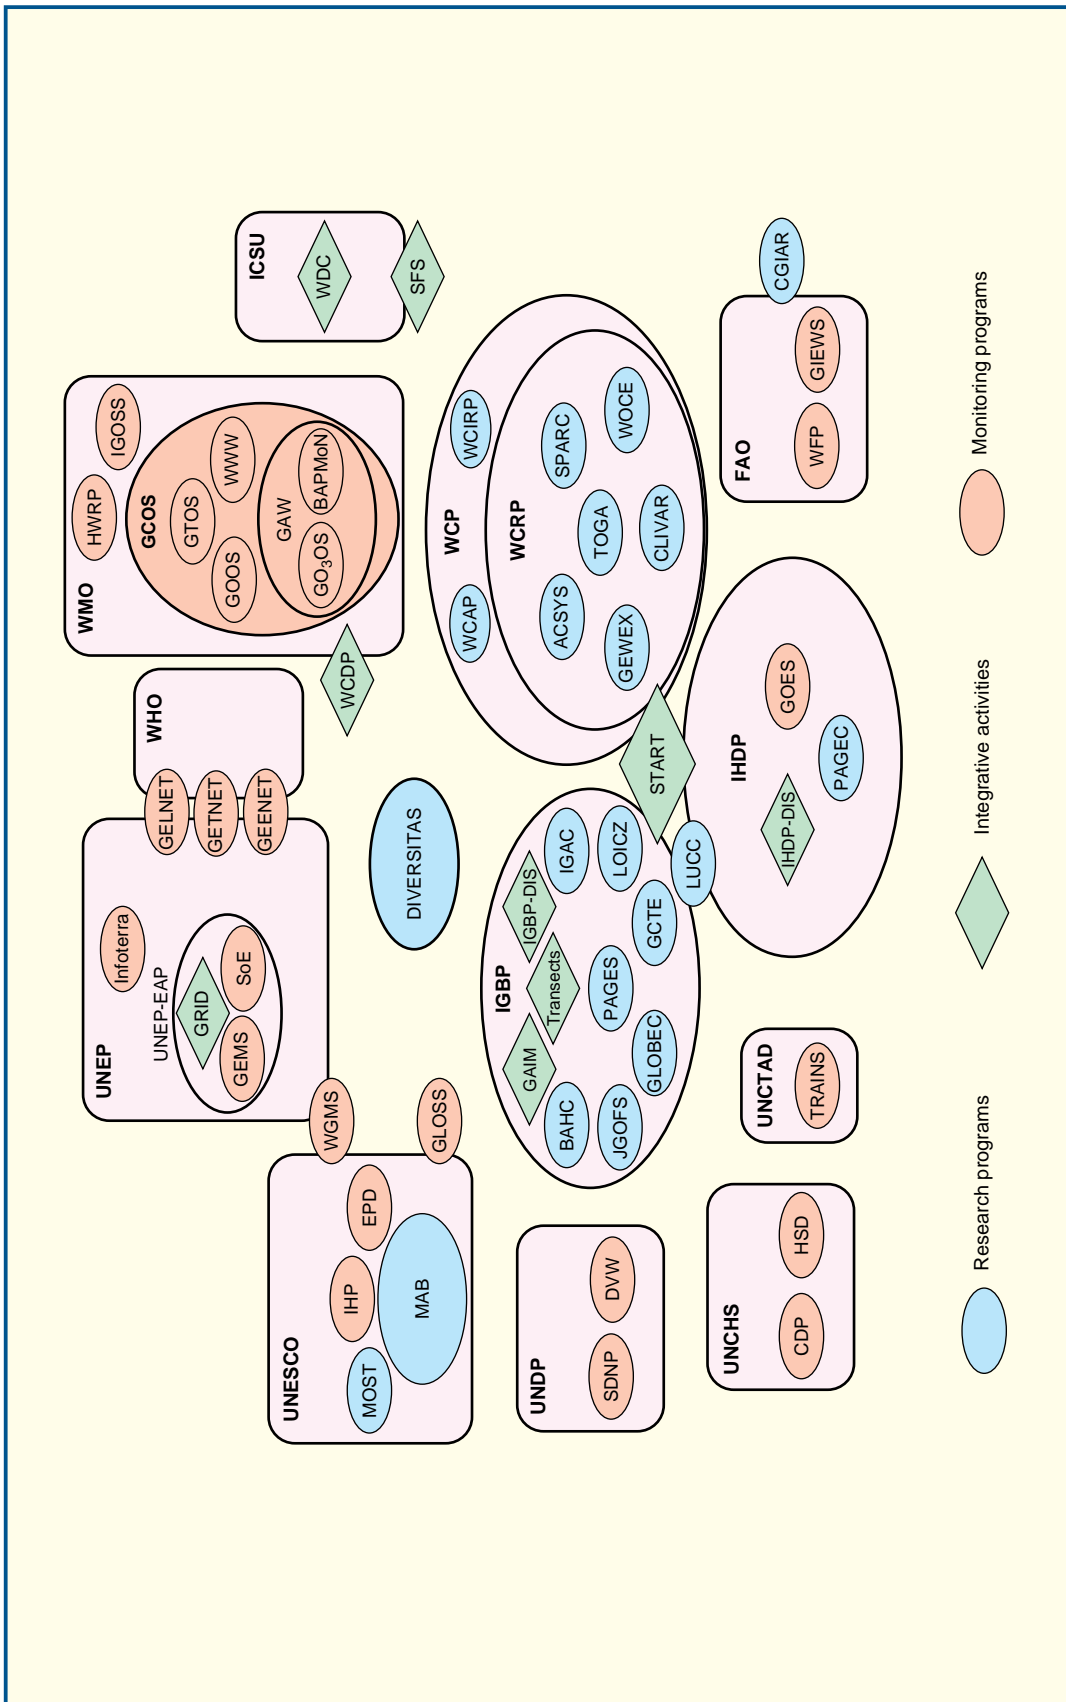 UNESCO
MOST
IHP
EPD
MAB
WGMS
GLOSS
UNEP
Infoterra
UNEP-EAP
GRID
GEMS
SoE
GELNET
GETNET
GEENET
WHO
WMO
HWRP
IGOSS
GCOS
GTOS
GOOS
WWW
GAW
GO3OS
BAPMoN
WCDP
ICSU
WDC
SFS
DIVERSITAS
UNDP
SDNP
DVW
IGBP
GAIM
Transects
IGBP-DIS
BAHC
IGAC
JGOFS
PAGES
LOICZ
GLOBEC
GCTE
LUCC
START
WCP
WCAP
WCIRP
WCRP
ACSYS
SPARC
TOGA
GEWEX
WOCE
CLIVAR
UNCHS
CDP
HSD
UNCTAD
TRAINS
IHDP
IHDP-DIS
GOES
PAGEC
FAO
WFP
GIEWS
CGIAR
Research programs
Integrative activities
Monitoring programs